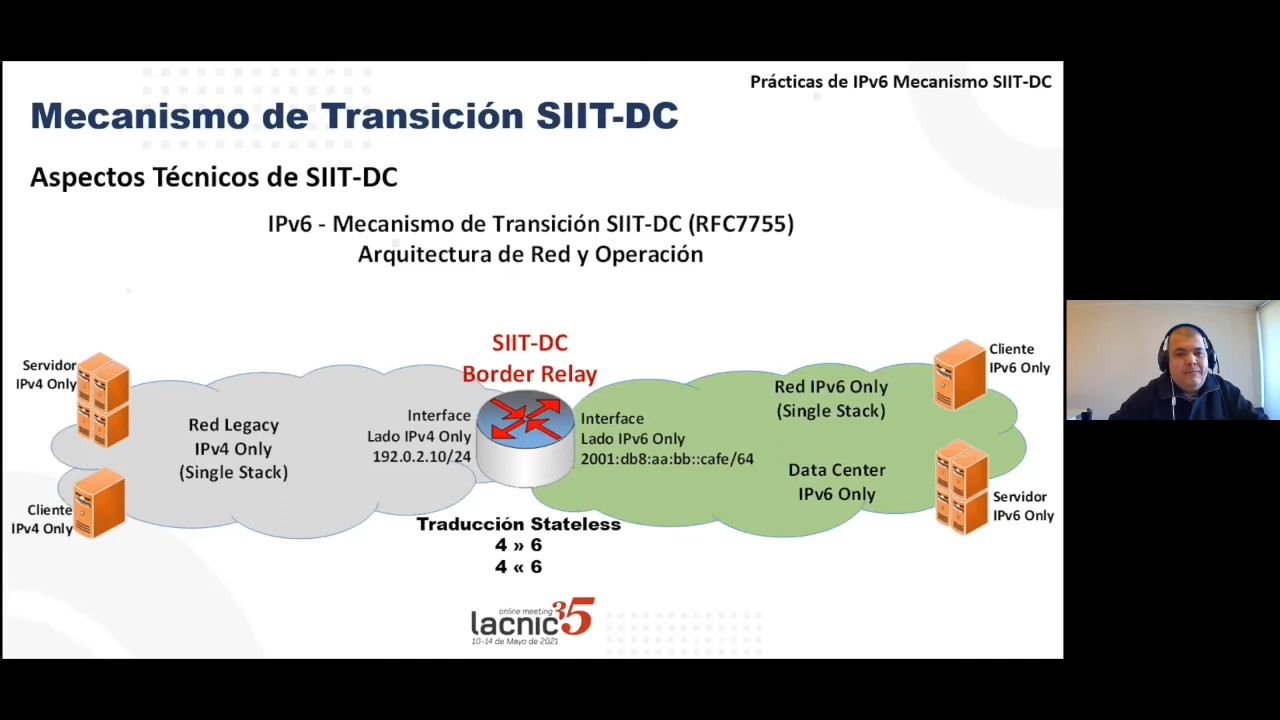 Prácticas de IPv6 Mecanismo SIIT-DC
Mecanismo de Transición SIIT-DC
Aspectos Técnicos de SIIT-DC
IPv6 - Mecanismo de Transición SIIT-DC (RFC7755)
Arquitectura de Red y Operación
SIIT-DC
Border Relay
Servidor
IPv4 Only
Red Legacy
IPv4 Only
(Single Stack)
Cliente
IPv4 Only
Interface
Lado IPv4 Only
192.0.2.10/24
Interface
Lado IPv6 Only
2001:db8:aa:bb::cafe/64
Red IPv6 Only
(Single Stack)
Data Center
IPv6 Only
Cliente
IPv6 Only
Servidor
IPv6 Only
Traducción Stateless
4 » 6
4 « 6
online meeting
lacnic35
10-14 de Mayo de 2021